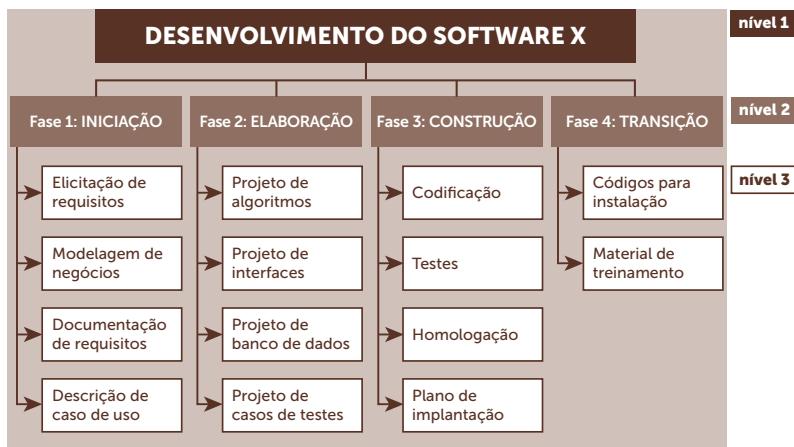 DESENVOLVIMENTO DO SOFTWARE X
nível 1
Fase 1: INICIAÇÃO
Fase 2: ELABORAÇÃO
Fase 3: CONSTRUÇÃO
Fase 4: TRANSIÇÃO
nível 2
nível 3
Elicitação de
requisitos
Modelagem de
negócios
Documentação
de requisitos
Descrição de
caso de uso
Projeto de
algoritmos
Projeto de
interfaces
Projeto de
banco de dados
Projeto de
casos de testes
Codificação
Testes
Homologação
Plano de
implantação
Códigos para
instalação
Material de
treinamento